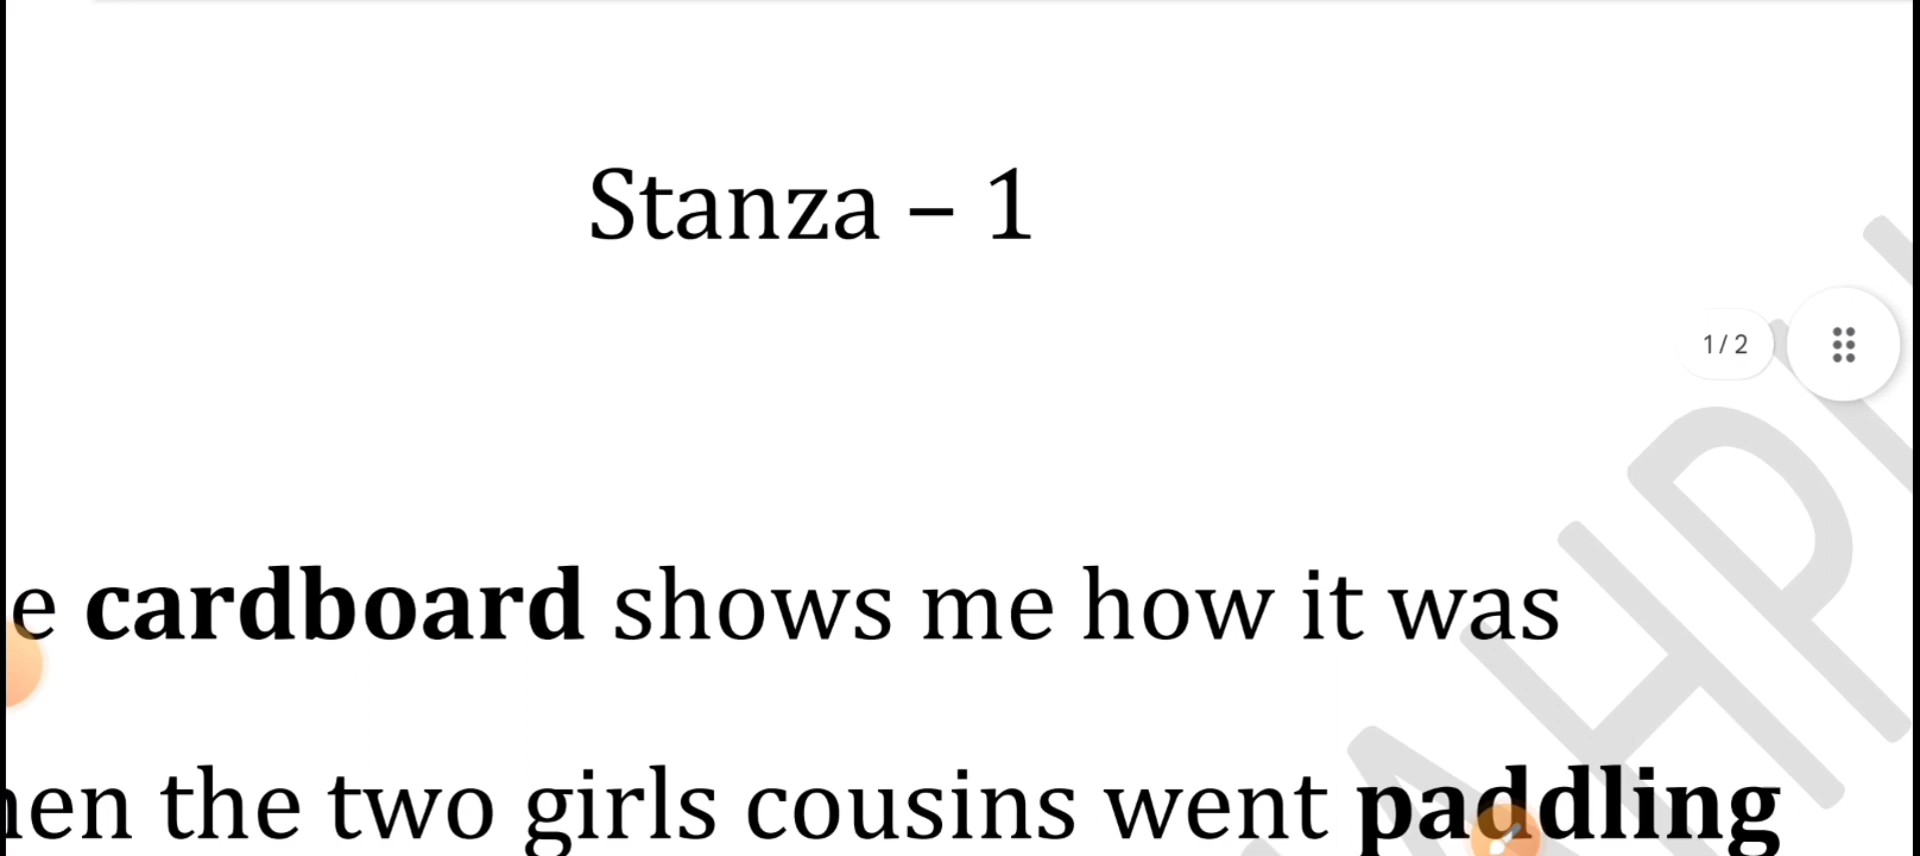 Stanza – 1
1 / 2
e cardboard shows me how it was
en the two girls cousins went paddling